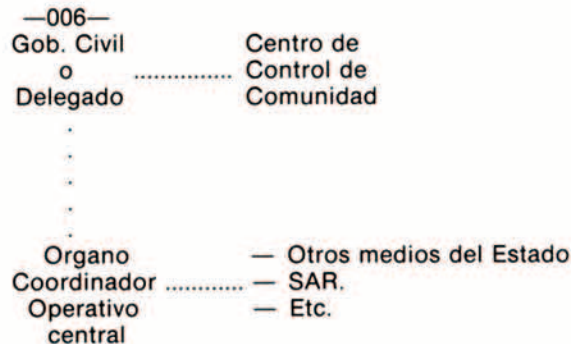 —006—
Gob. Civil
o
Delegado
Centro de
Control de
Comunidad
Organo
Coordinador
Operativo
central
— Otros medios del Estado
— SAR.
— Etc.